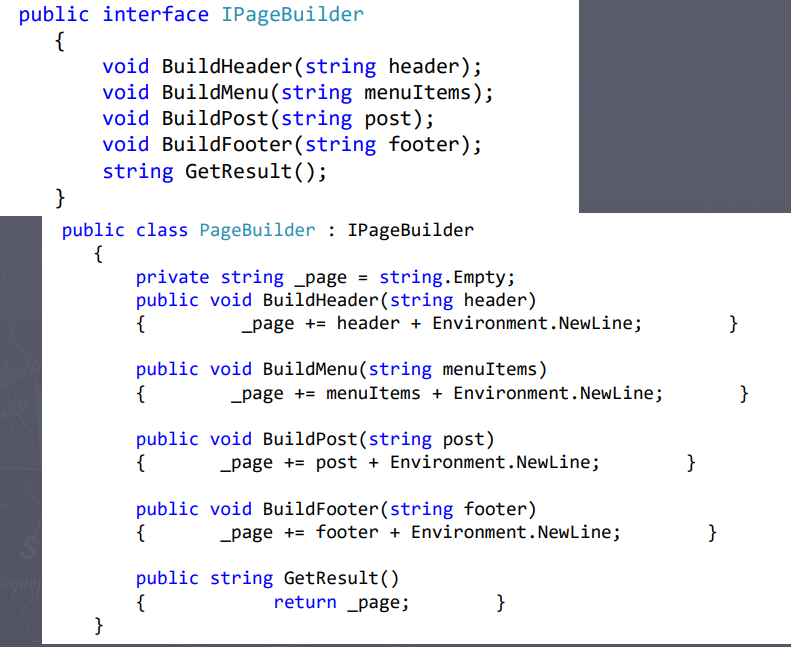 public interface IPageBuilder
{
void BuildHeader(string header);
void BuildMenu(string menuItems);
void BuildPost(string post);
void BuildFooter(string footer);
string GetResult();
}
public class PageBuilder : IPageBuilder
{
private string _page = string.Empty;
public void BuildHeader(string header)
{ _page += header + Environment.NewLine; }
public void BuildMenu(string menuItems)
{ _page += menuItems + Environment.NewLine; }
public void BuildPost(string post)
{ _page += post + Environment.NewLine; }
public void BuildFooter(string footer)
{ _page += footer + Environment.NewLine; }
public string GetResult()
{ return _page; }
}
S